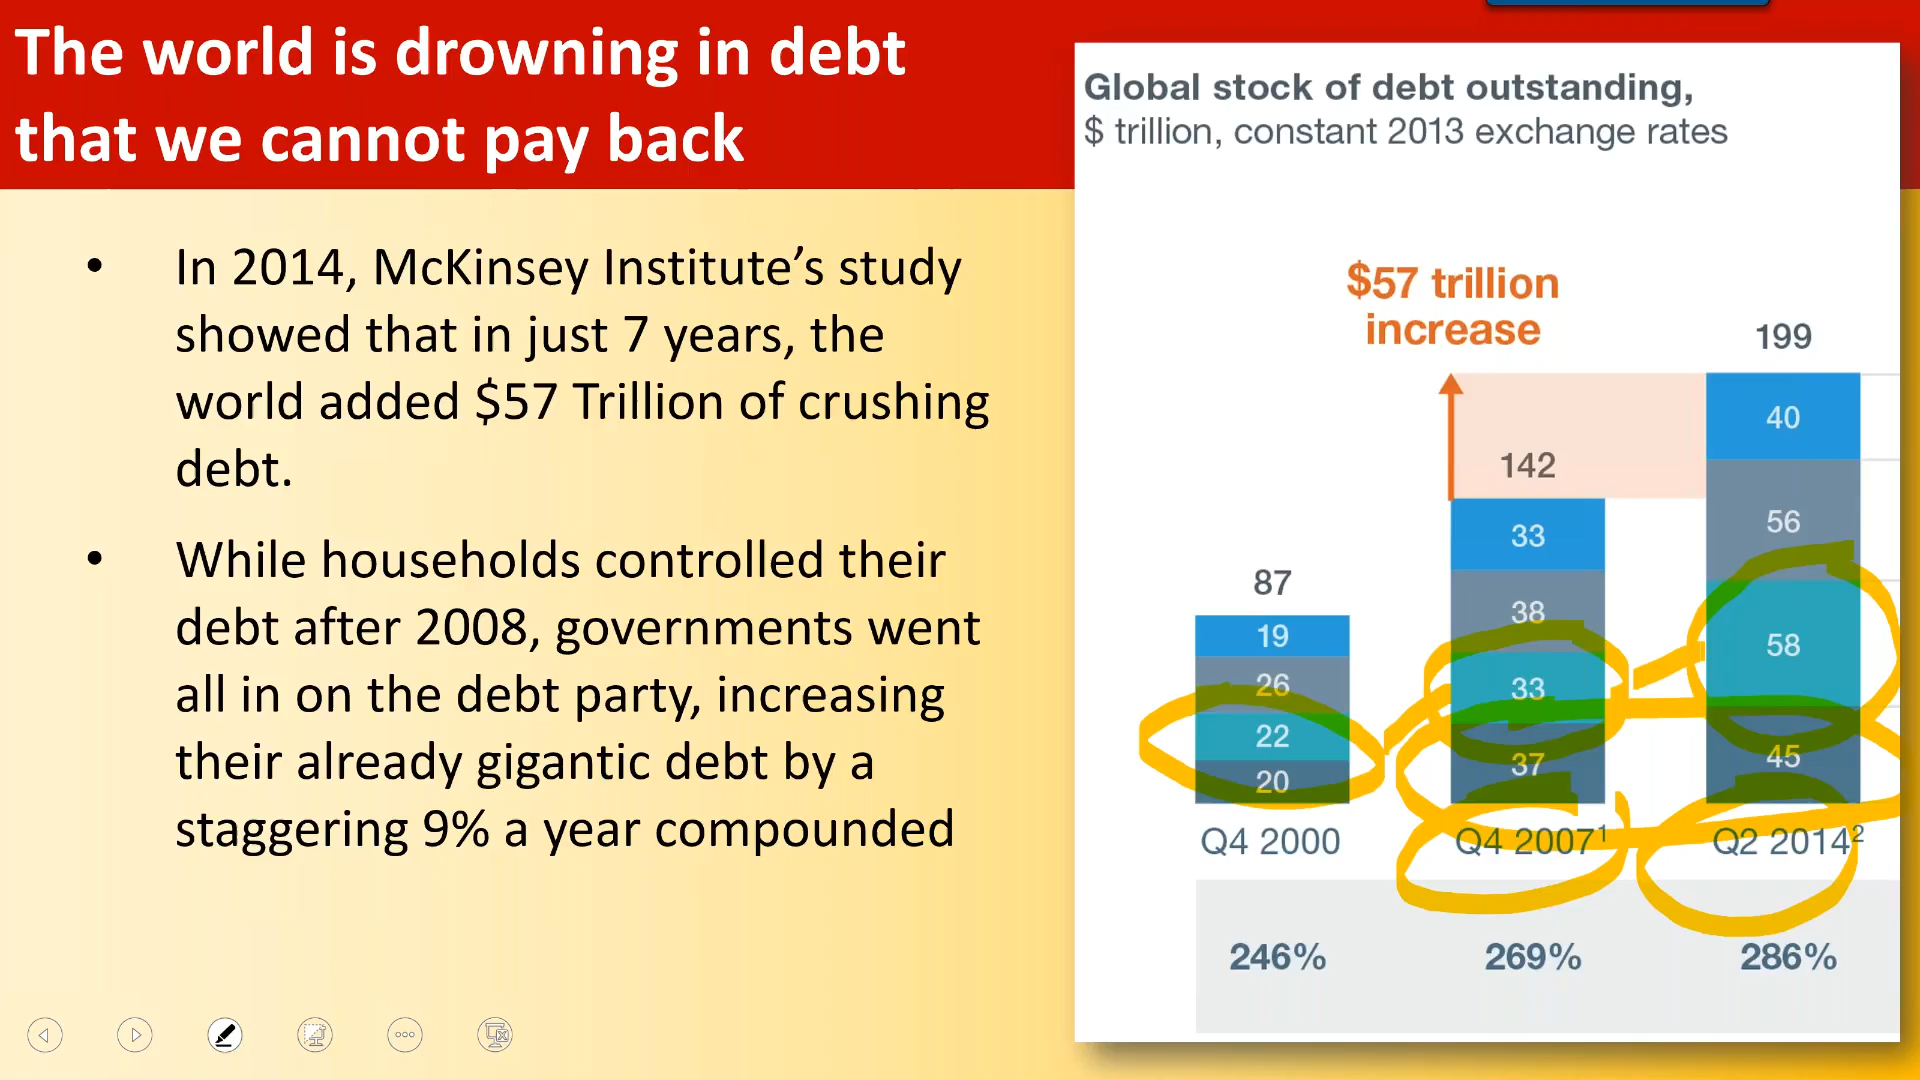 The world is drowning in debt
that we cannot pay back
• In 2014, McKinsey Institute’s study
showed that in just 7 years, the
world added $57 Trillion of crushing
debt.
• While households controlled their
debt after 2008, governments went
all in on the debt party, increasing
their already gigantic debt by a
staggering 9% a year compounded
Global stock of debt outstanding,
$ trillion, constant 2013 exchange rates
$57 trillion
increase
87
19
26
22
20
Q4 2000
246%
142
33
38
33
37
Q4 2007¹
269%
199
40
56
58
45
Q2 2014²
286%